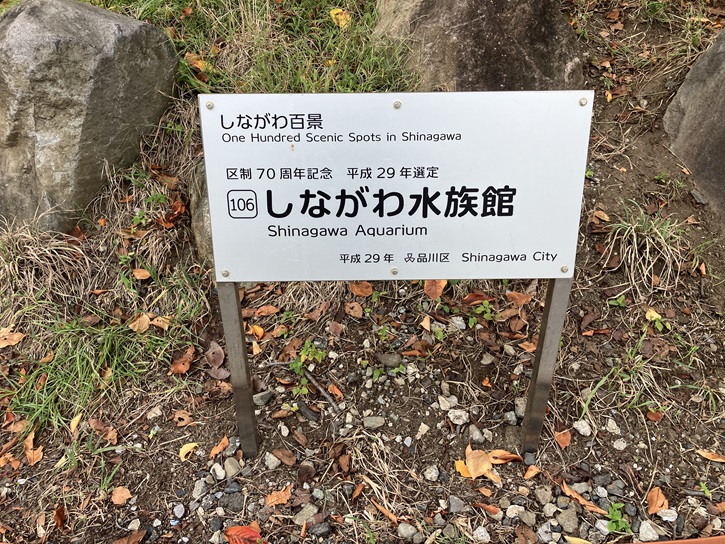 しながわ百景
One Hundred Scenic Spots in Shinagawa
区制70周年記念 平成29年選定
106 しながわ水族館
Shinagawa Aquarium
平成29年 品川区 Shinagawa City